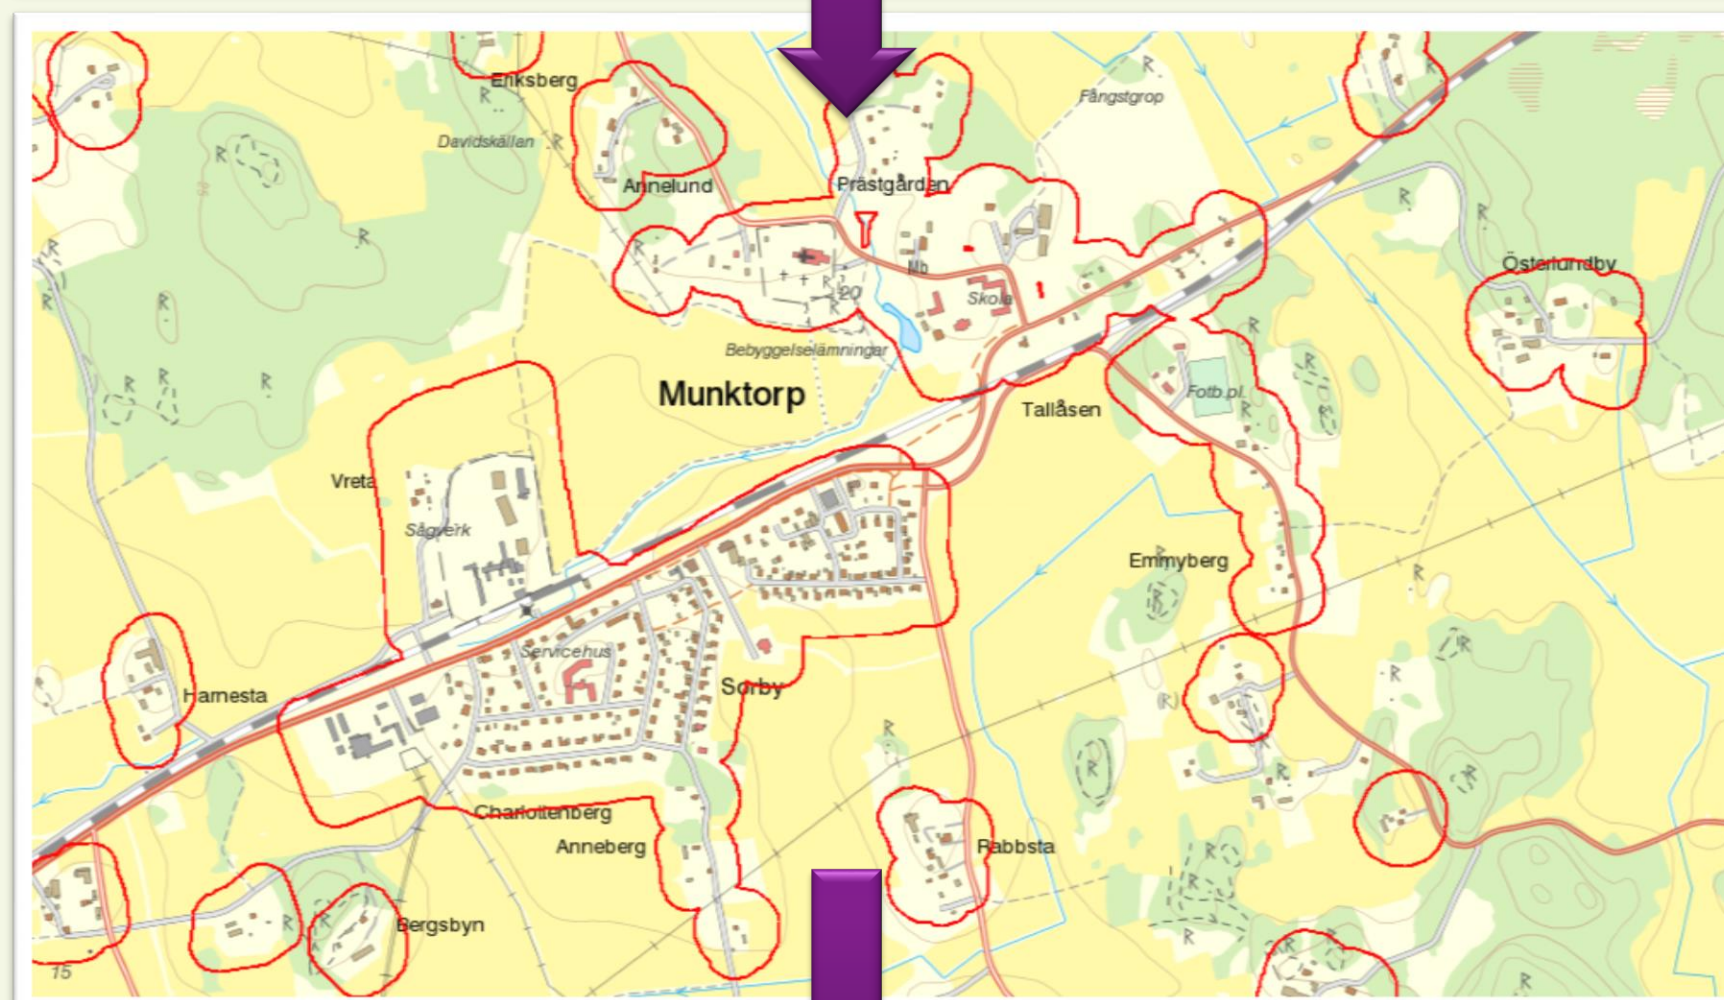 Eriksberg
Fångstgrop
Davidskällan
R
Annelund
Prästgården
Österlundby
Mb
20
Skola
Bebyggelselämningar
Munktorp
Fotb.pl.
Tallåsen
Vreta
Sågverk
Emmyberg
Servicehus
Sorby
Harnesta
Charlottenberg
Anneberg
Rabbsta
Bergsbyn
15